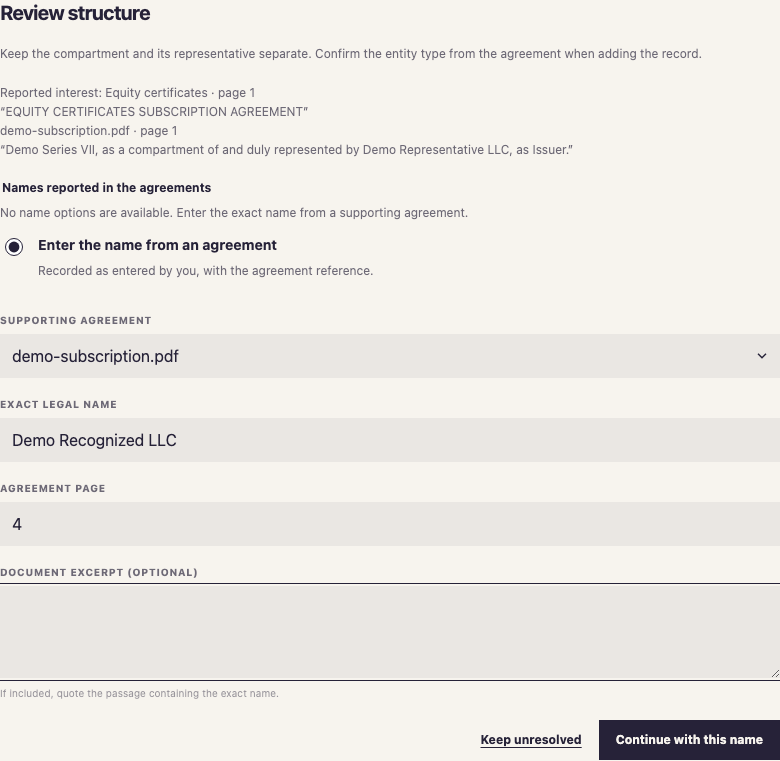 Review structure
Keep the compartment and its representative separate. Confirm the entity type from the agreement when adding the record.
Reported interest: Equity certificates · page 1
“EQUITY CERTIFICATES SUBSCRIPTION AGREEMENT”
demo-subscription.pdf · page 1
“Demo Series VII, as a compartment of and duly represented by Demo Representative LLC, as Issuer.”
Names reported in the agreements
No name options are available. Enter the exact name from a supporting agreement.
Enter the name from an agreement
Recorded as entered by you, with the agreement reference.
SUPPORTING AGREEMENT
demo-subscription.pdf
EXACT LEGAL NAME
Demo Recognized LLC
AGREEMENT PAGE
4
DOCUMENT EXCERPT (OPTIONAL)
If included, quote the passage containing the exact name.
Keep unresolved
Continue with this name